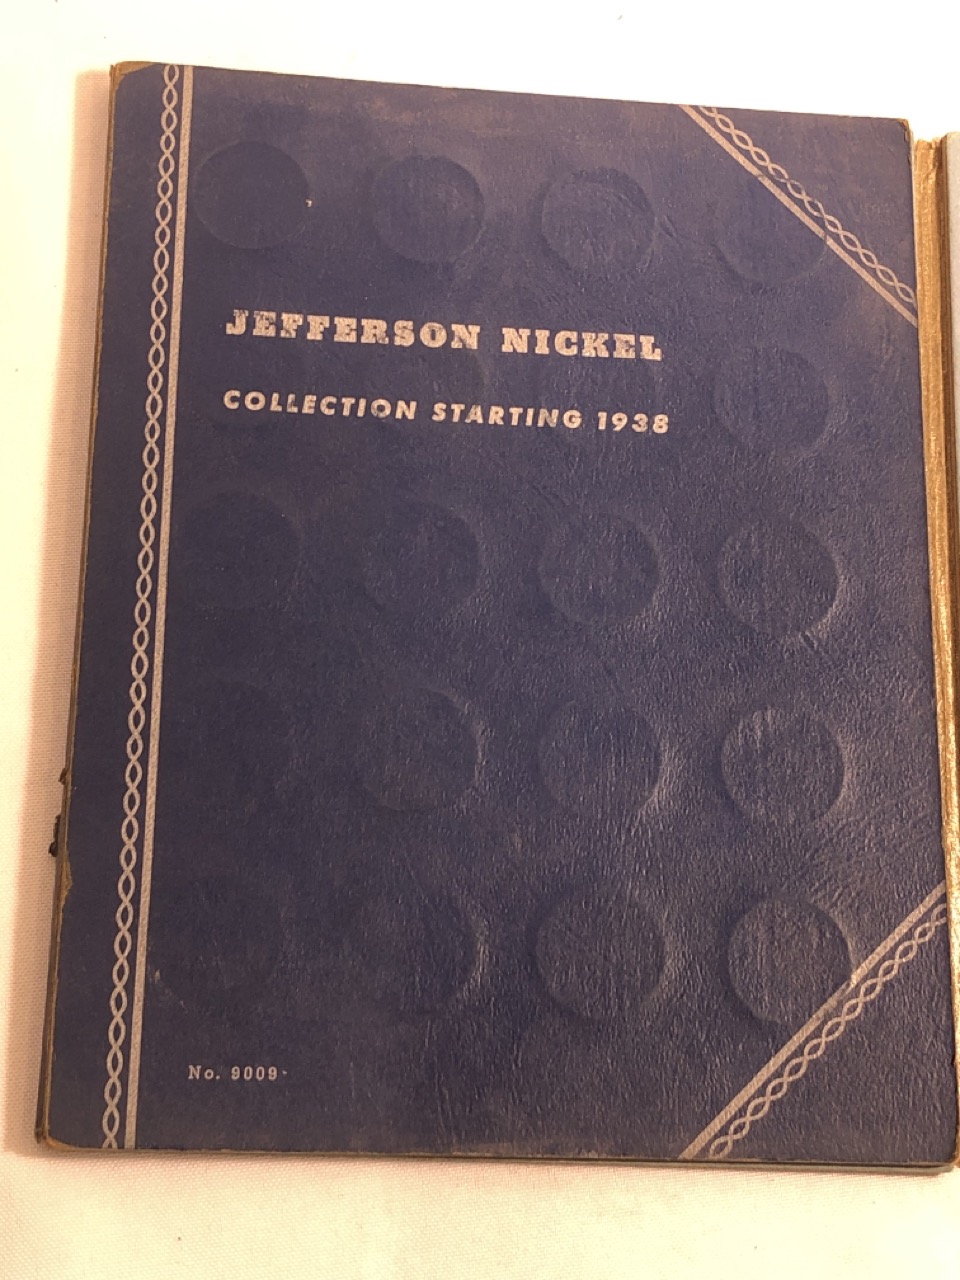 JEFFERSON NICKEL
COLLECTION STARTING 1938
No. 9009-